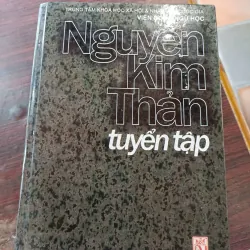 TRUNG TÂM KHOA HỌC XÃ HỘI & NHÂN VĂN QUỐC GIA
VIỆN NGÔN NGỮ HỌC
Nguyễn
Kim
Thản
tuyển tập